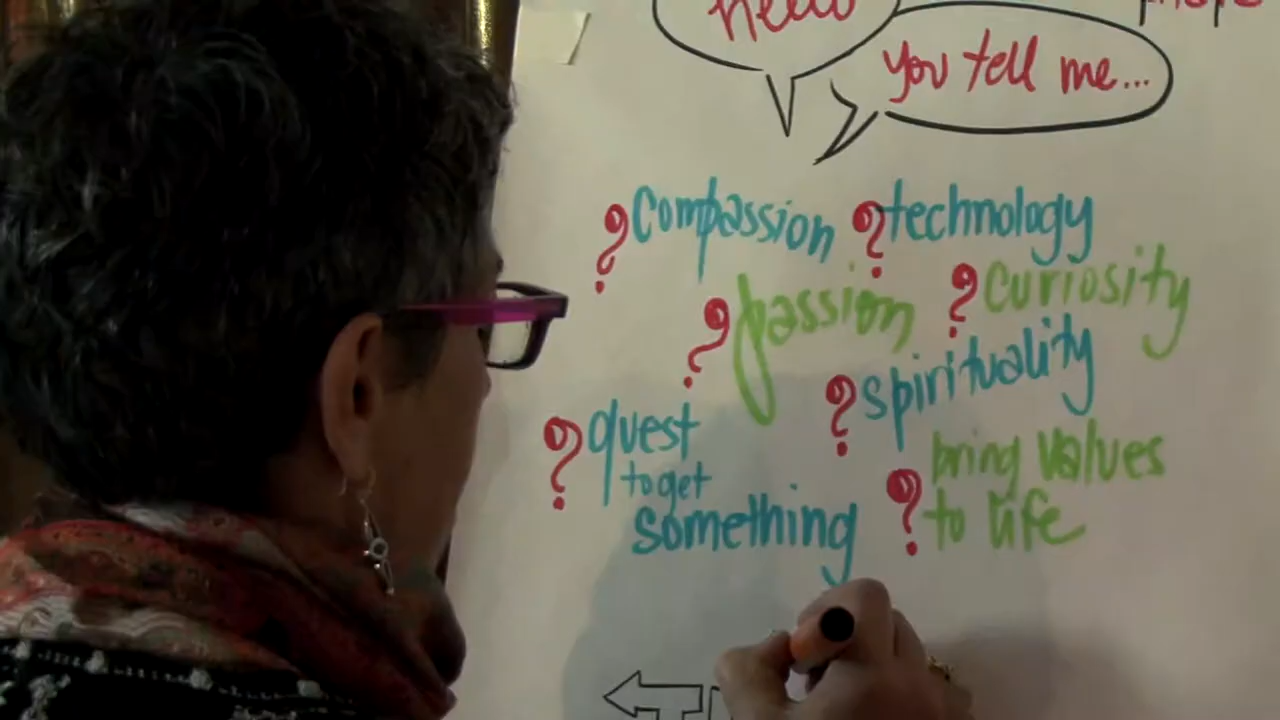 hello
you tell me...
? compassion ? technology
? passion ? curiosity
? spirituality
? quest
to get
something
? bring values
to life